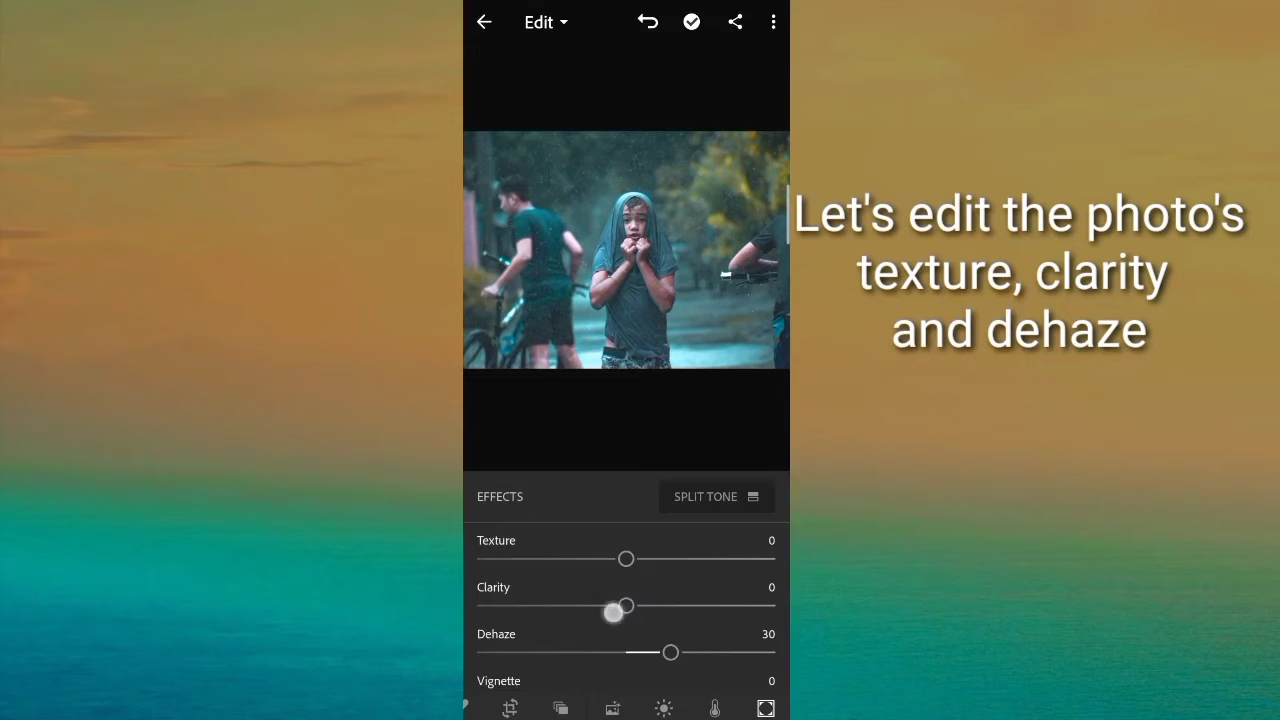 Edit
Let's edit the photo's
texture, clarity
and dehaze
EFFECTS
SPLIT TONE
Texture
0
Clarity
0
Dehaze
30
Vignette
0